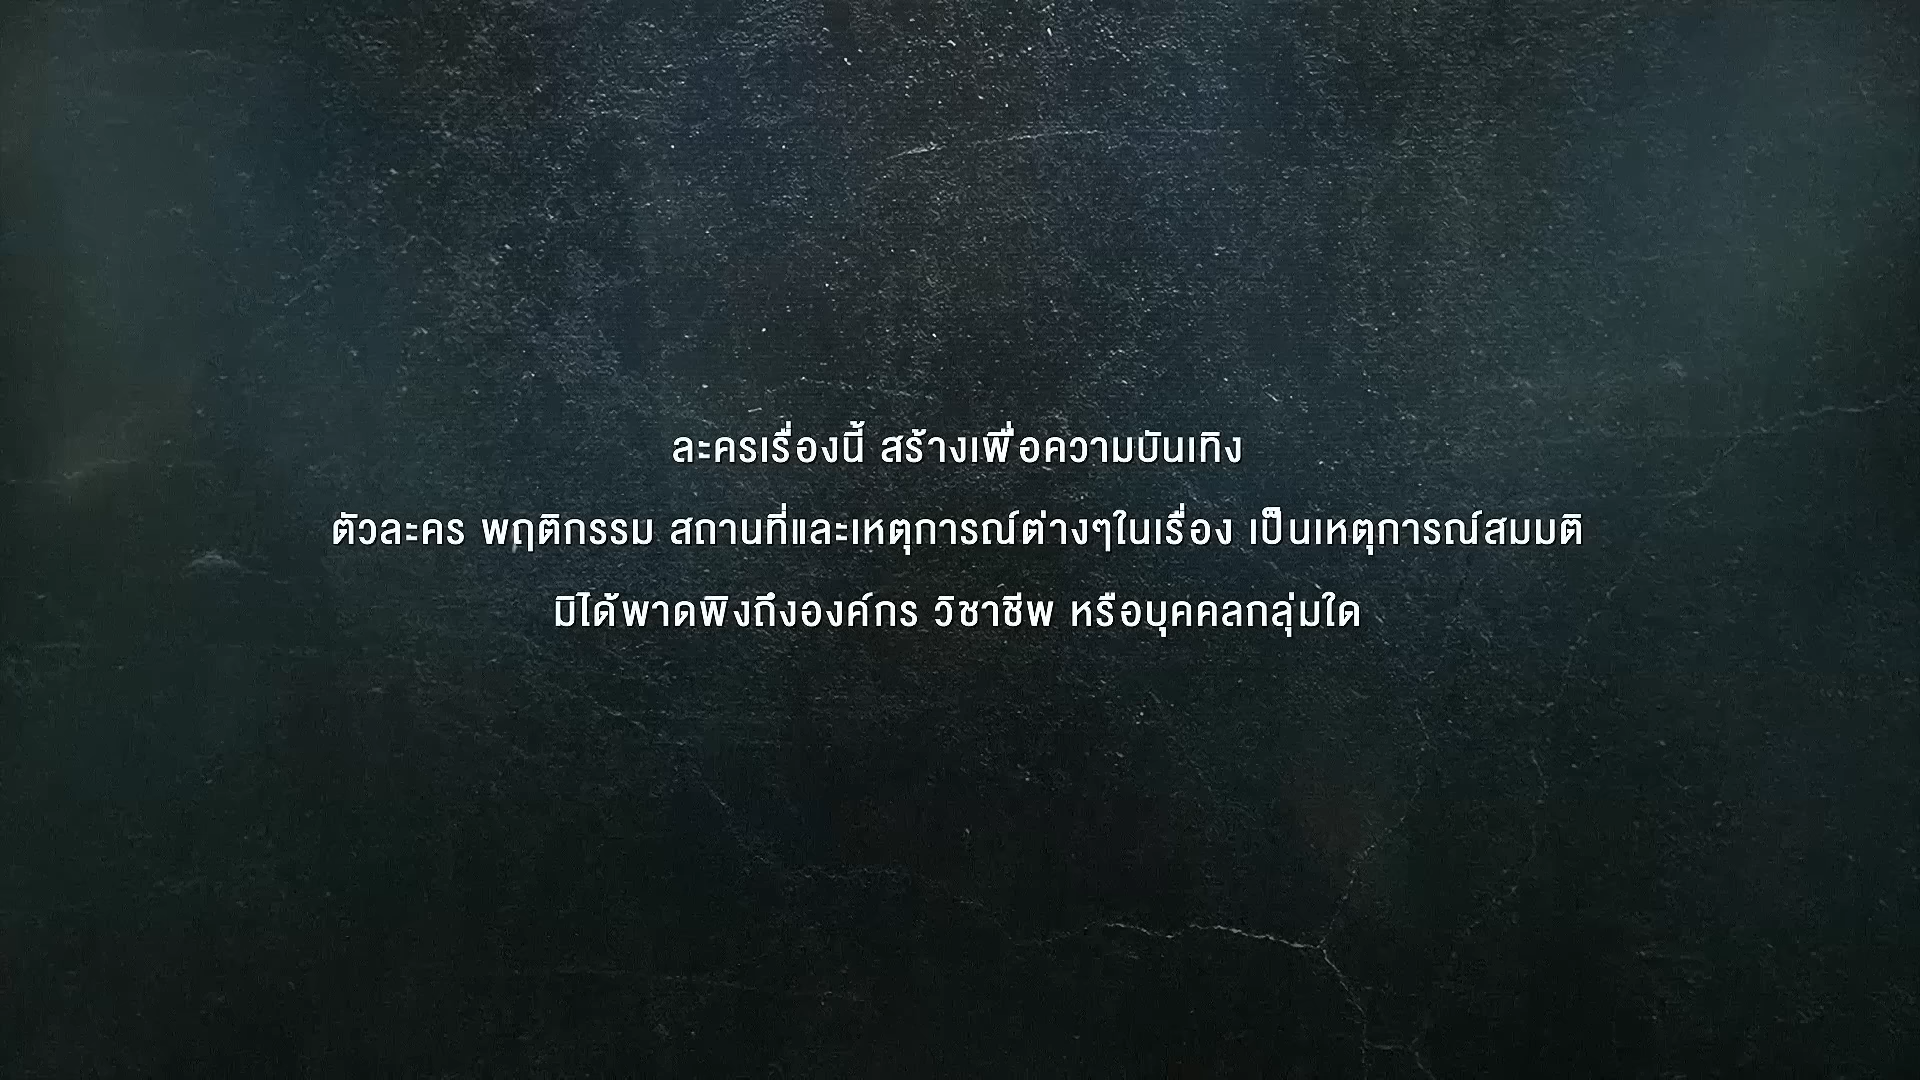 ละครเรื่องนี้ สร้างเพื่อความบันเทิง
ตัวละคร พฤติกรรม สถานที่และเหตุการณ์ต่างๆในเรื่อง เป็นเหตุการณ์สมมติ
มิได้พาดพิงถึงองค์กร วิชาชีพ หรือบุคคลกลุ่มใด